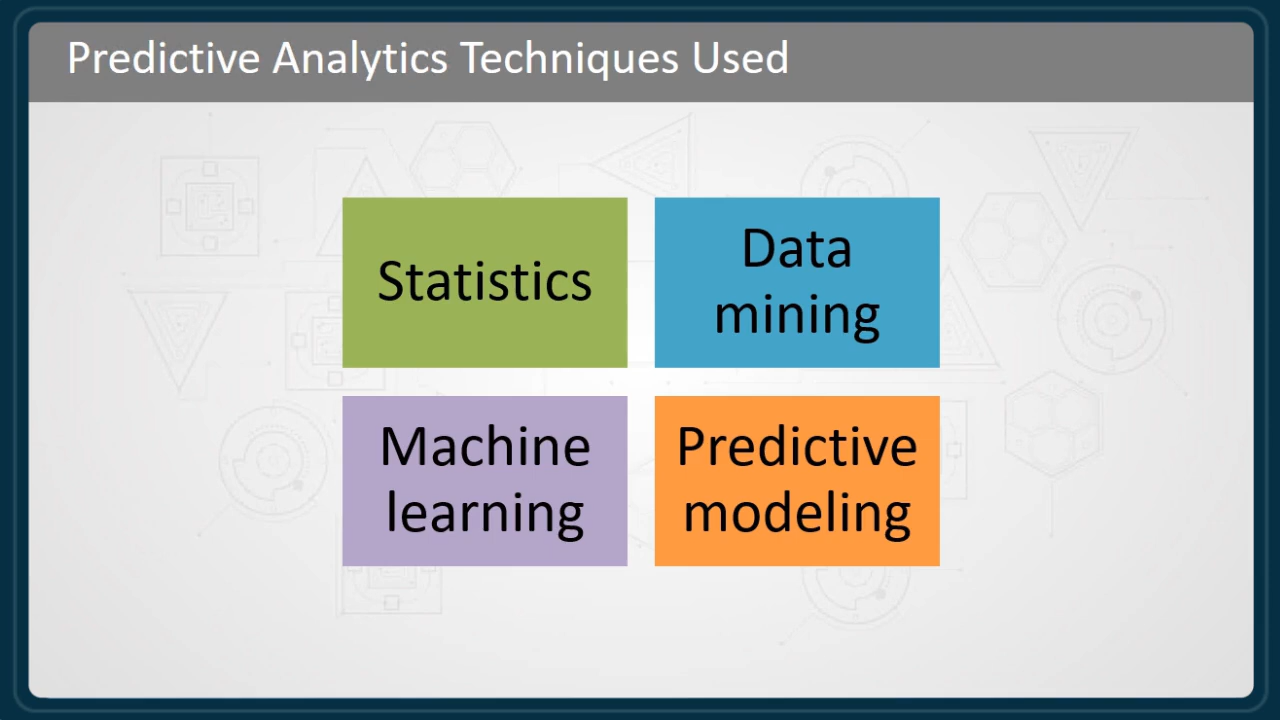 Predictive Analytics Techniques Used
Statistics
Data
mining
Machine
learning
Predictive
modeling